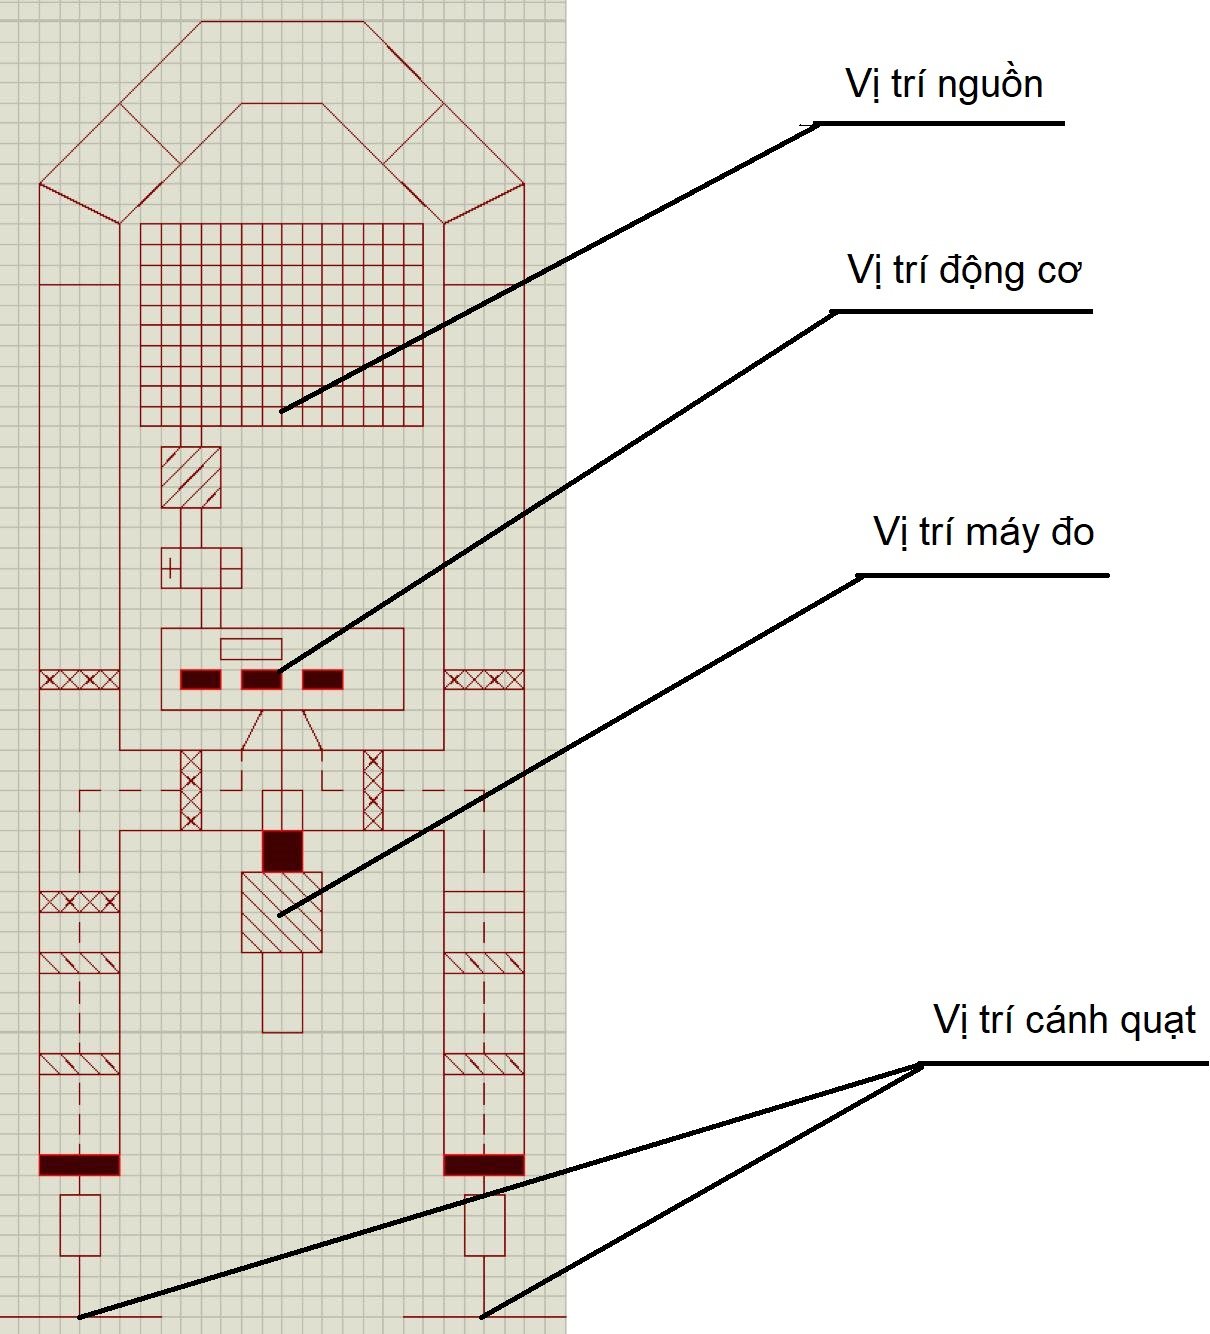 Vị trí nguồn
Vị trí động cơ
Vị trí máy đo
Vị trí cánh quạt